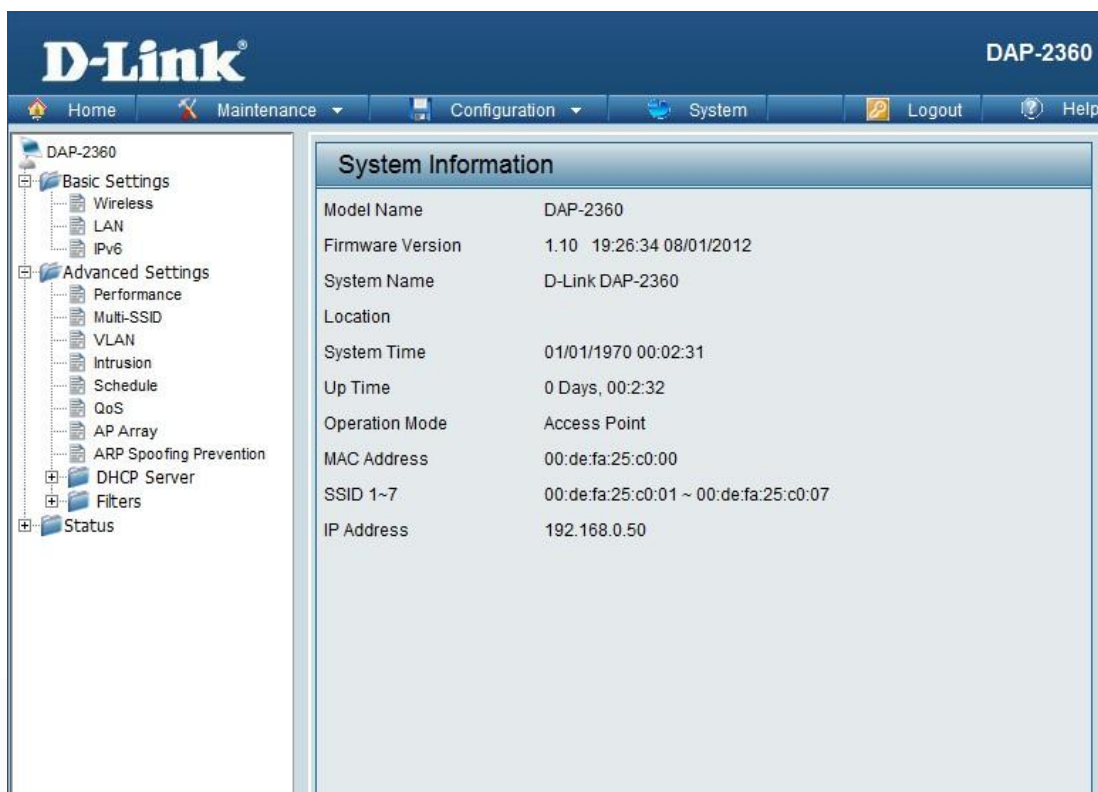 D-Link®
DAP-2360
Home Maintenance Configuration System Logout Help
DAP-2360
Basic Settings
Wireless
LAN
IPv6
Advanced Settings
Performance
Multi-SSID
VLAN
Intrusion
Schedule
QoS
AP Array
ARP Spoofing Prevention
DHCP Server
Filters
Status
System Information
Model Name DAP-2360
Firmware Version 1.10 19:26:34 08/01/2012
System Name D-Link DAP-2360
Location
System Time 01/01/1970 00:02:31
Up Time 0 Days, 00:2:32
Operation Mode Access Point
MAC Address 00:de:fa:25:c0:00
SSID 1~7 00:de:fa:25:c0:01 ~ 00:de:fa:25:c0:07
IP Address 192.168.0.50